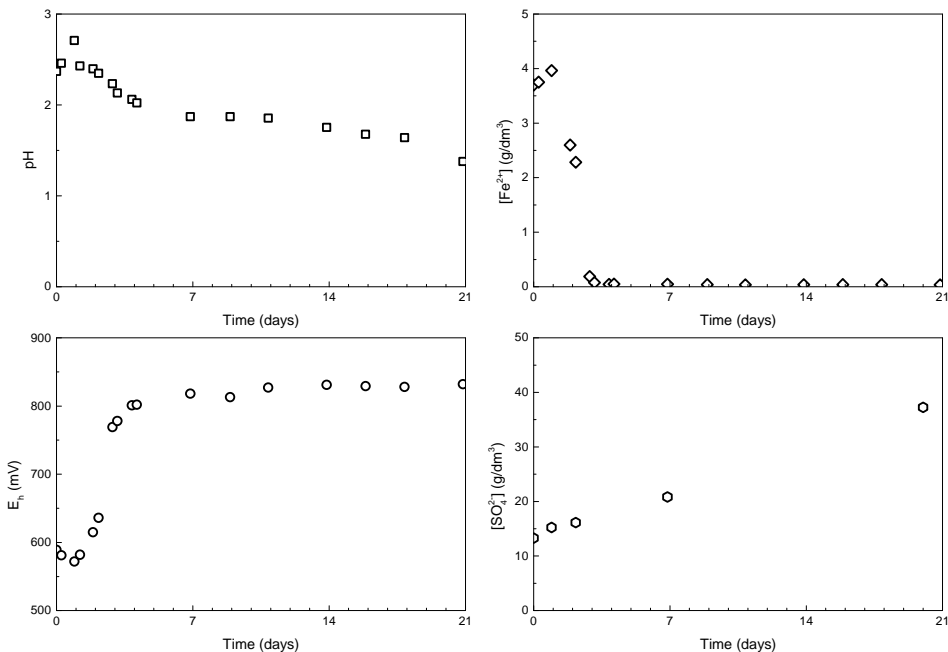 3
2
1
0
pH
0 7 14 21
Time (days)
5
4
3
2
1
0
[Fe²⁺] (g/dm³)
0 7 14 21
Time (days)
900
800
700
600
500
Eₕ (mV)
0 7 14 21
Time (days)
50
40
30
20
10
0
[SO₄²⁻] (g/dm³)
0 7 14 21
Time (days)